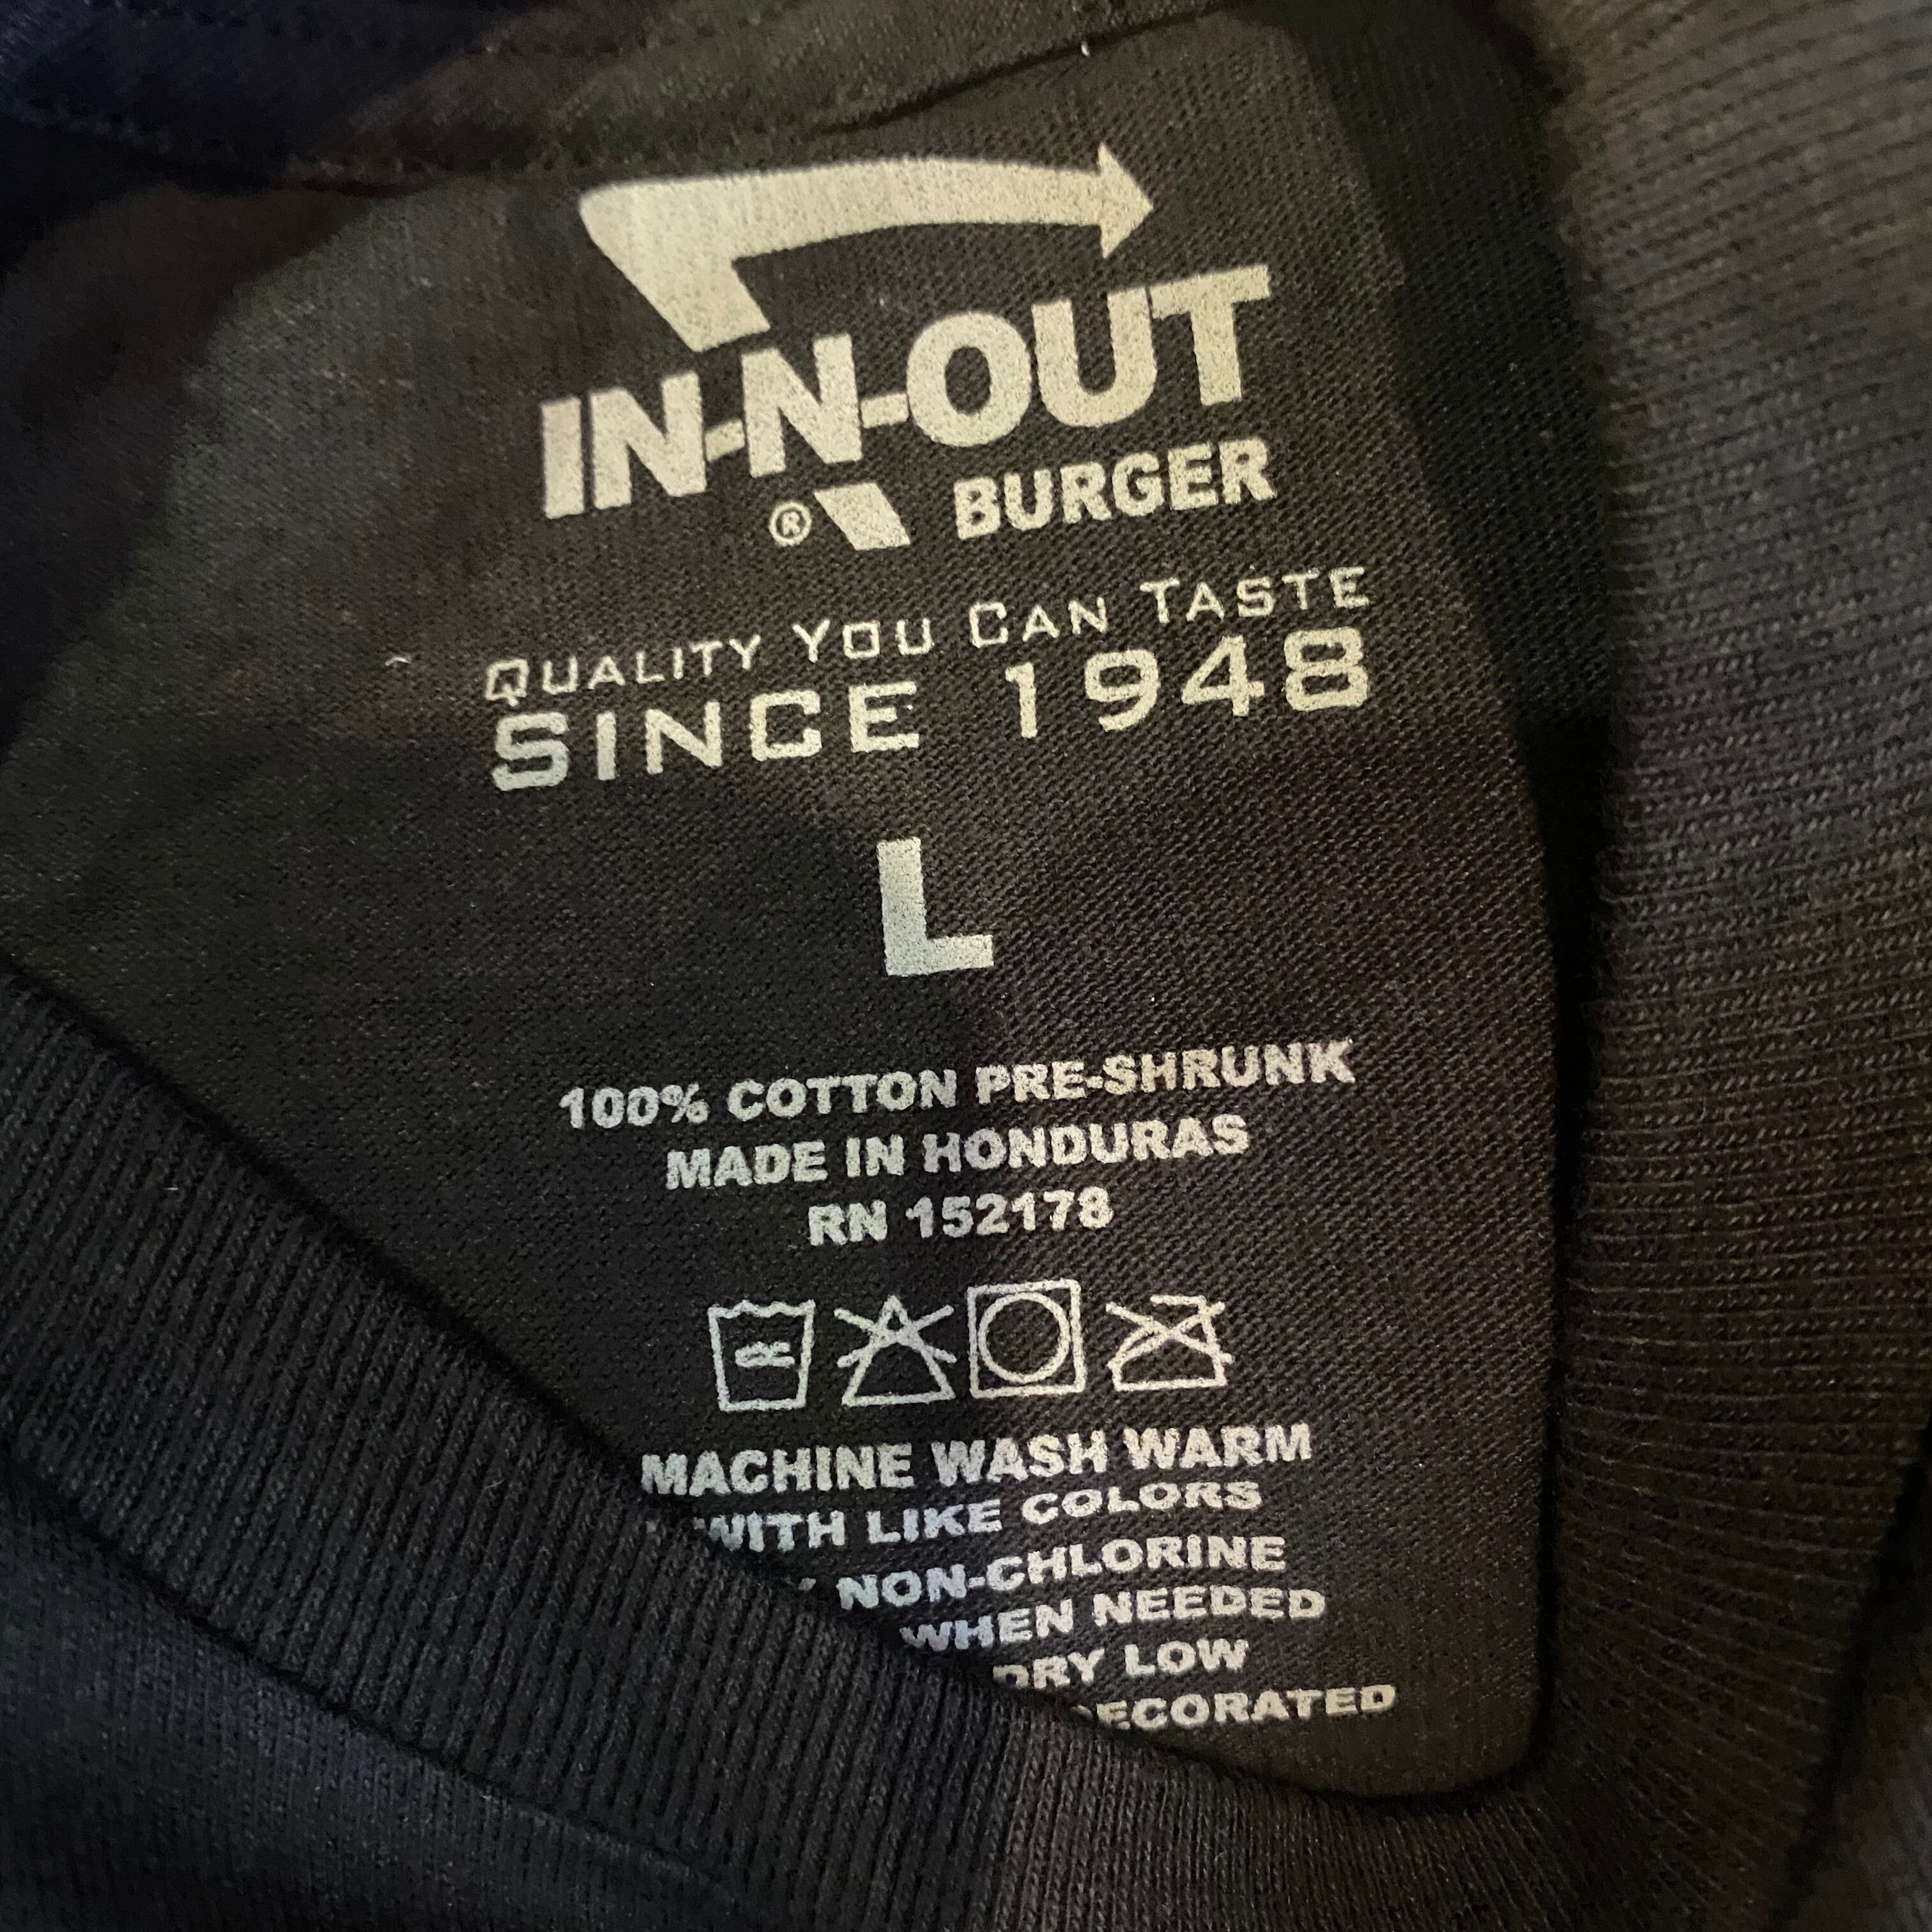 IN-N-OUT
® BURGER
QUALITY YOU CAN TASTE
SINCE 1948
L
100% COTTON PRE-SHRUNK
MADE IN HONDURAS
RN 152178
MACHINE WASH WARM
WITH LIKE COLORS
NON-CHLORINE
WHEN NEEDED
DRY LOW